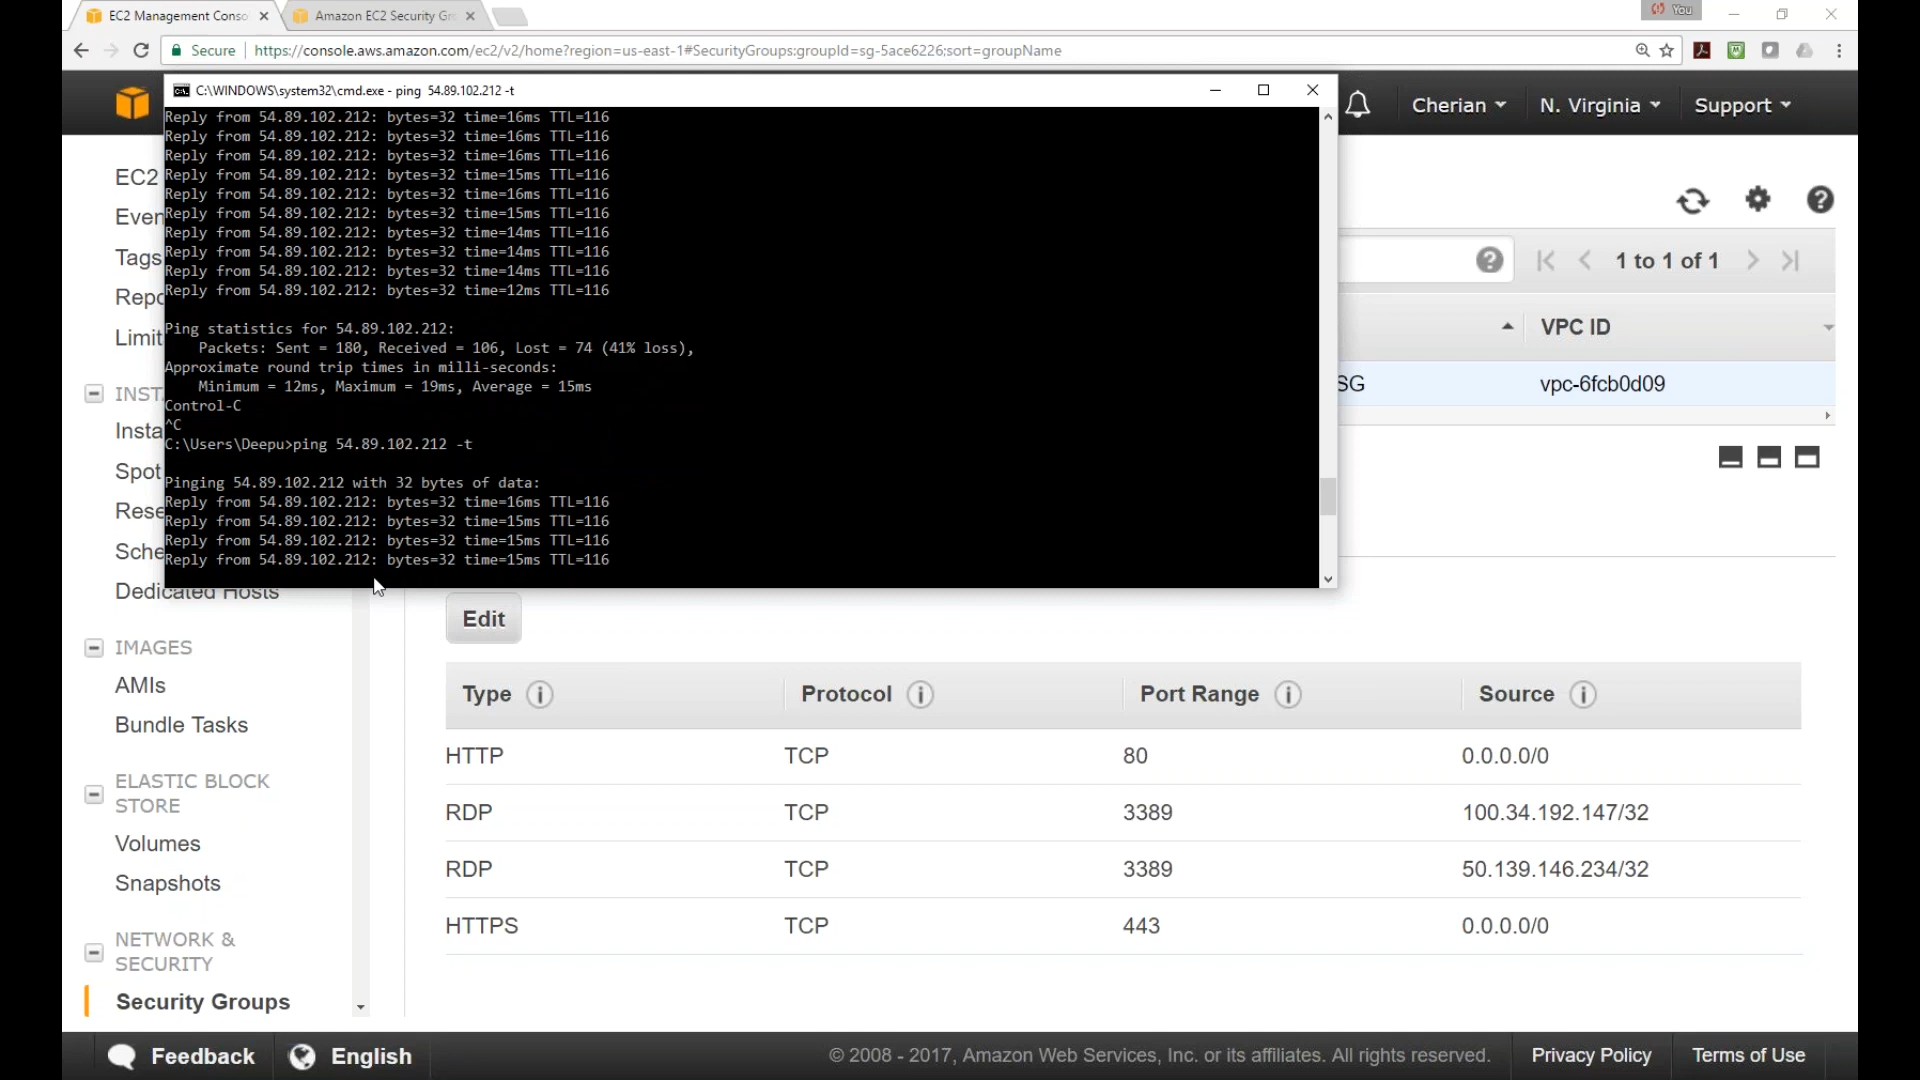 EC2 Management Conso
Amazon EC2 Security Gr
You
Secure
https://console.aws.amazon.com/ec2/v2/home?region=us-east-1#SecurityGroups:groupId=sg-5ace6226;sort=groupName
C:\WINDOWS\system32\cmd.exe - ping 54.89.102.212 -t
Cherian
N. Virginia
Support
Reply from 54.89.102.212: bytes=32 time=16ms TTL=116
Reply from 54.89.102.212: bytes=32 time=16ms TTL=116
Reply from 54.89.102.212: bytes=32 time=16ms TTL=116
Reply from 54.89.102.212: bytes=32 time=15ms TTL=116
Reply from 54.89.102.212: bytes=32 time=16ms TTL=116
Reply from 54.89.102.212: bytes=32 time=15ms TTL=116
Reply from 54.89.102.212: bytes=32 time=14ms TTL=116
Reply from 54.89.102.212: bytes=32 time=14ms TTL=116
Reply from 54.89.102.212: bytes=32 time=14ms TTL=116
Reply from 54.89.102.212: bytes=32 time=12ms TTL=116
Ping statistics for 54.89.102.212:
Packets: Sent = 180, Received = 106, Lost = 74 (41% loss),
Approximate round trip times in milli-seconds:
Minimum = 12ms, Maximum = 19ms, Average = 15ms
Control-C
^C
C:\Users\Deepu>ping 54.89.102.212 -t
Pinging 54.89.102.212 with 32 bytes of data:
Reply from 54.89.102.212: bytes=32 time=16ms TTL=116
Reply from 54.89.102.212: bytes=32 time=15ms TTL=116
Reply from 54.89.102.212: bytes=32 time=15ms TTL=116
Reply from 54.89.102.212: bytes=32 time=15ms TTL=116
1 to 1 of 1
VPC ID
SG
vpc-6fcb0d09
EC2
Even
Tags
Repo
Limit
INST
Insta
Spot
Rese
Sche
Dedicated Hosts
IMAGES
AMIs
Bundle Tasks
ELASTIC BLOCK
STORE
Volumes
Snapshots
NETWORK &
SECURITY
Security Groups
Edit
Type Protocol Port Range Source
HTTP TCP 80 0.0.0.0/0
RDP TCP 3389 100.34.192.147/32
RDP TCP 3389 50.139.146.234/32
HTTPS TCP 443 0.0.0.0/0
Feedback
English
© 2008 - 2017, Amazon Web Services, Inc. or its affiliates. All rights reserved.
Privacy Policy
Terms of Use